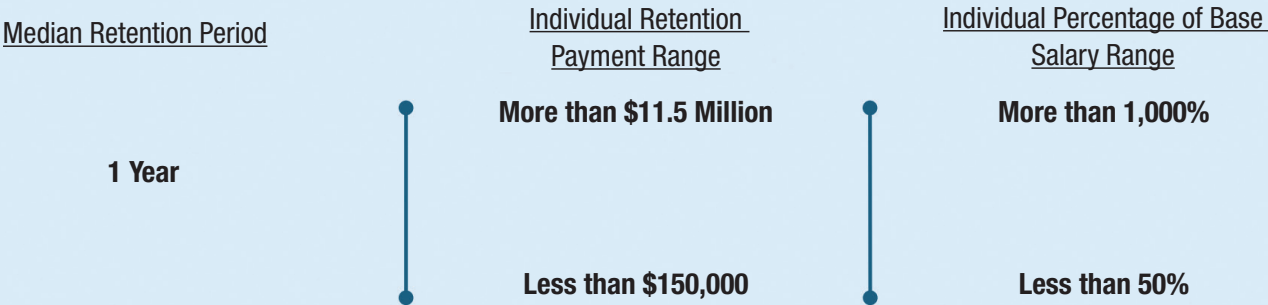 Median Retention Period
1 Year
Individual Retention
Payment Range
More than $11.5 Million
Less than $150,000
Individual Percentage of Base
Salary Range
More than 1,000%
Less than 50%